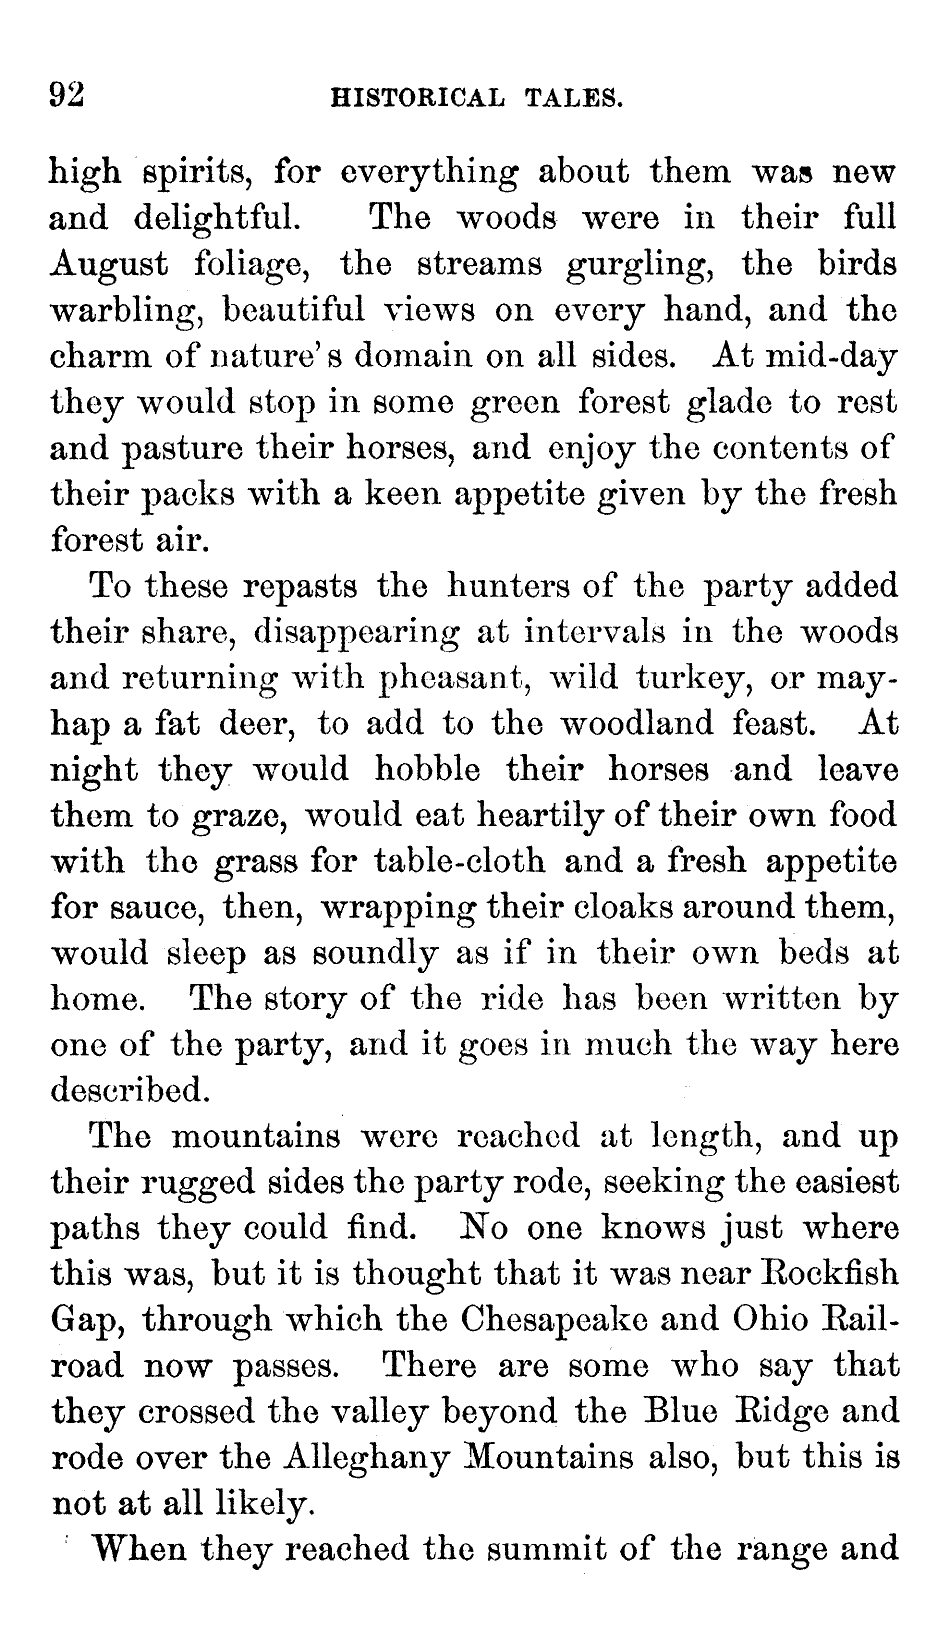 92 HISTORICAL TALES.
high spirits, for everything about them was new
and delightful. The woods were in their full
August foliage, the streams gurgling, the birds
warbling, beautiful views on every hand, and the
charm of nature's domain on all sides. At mid-day
they would stop in some green forest glade to rest
and pasture their horses, and enjoy the contents of
their packs with a keen appetite given by the fresh
forest air.
To these repasts the hunters of the party added
their share, disappearing at intervals in the woods
and returning with pheasant, wild turkey, or may-
hap a fat deer, to add to the woodland feast. At
night they would hobble their horses and leave
them to graze, would eat heartily of their own food
with the grass for table-cloth and a fresh appetite
for sauce, then, wrapping their cloaks around them,
would sleep as soundly as if in their own beds at
home. The story of the ride has been written by
one of the party, and it goes in much the way here
described.
The mountains were reached at length, and up
their rugged sides the party rode, seeking the easiest
paths they could find. No one knows just where
this was, but it is thought that it was near Rockfish
Gap, through which the Chesapeake and Ohio Rail-
road now passes. There are some who say that
they crossed the valley beyond the Blue Ridge and
rode over the Alleghany Mountains also, but this is
not at all likely.
When they reached the summit of the range and